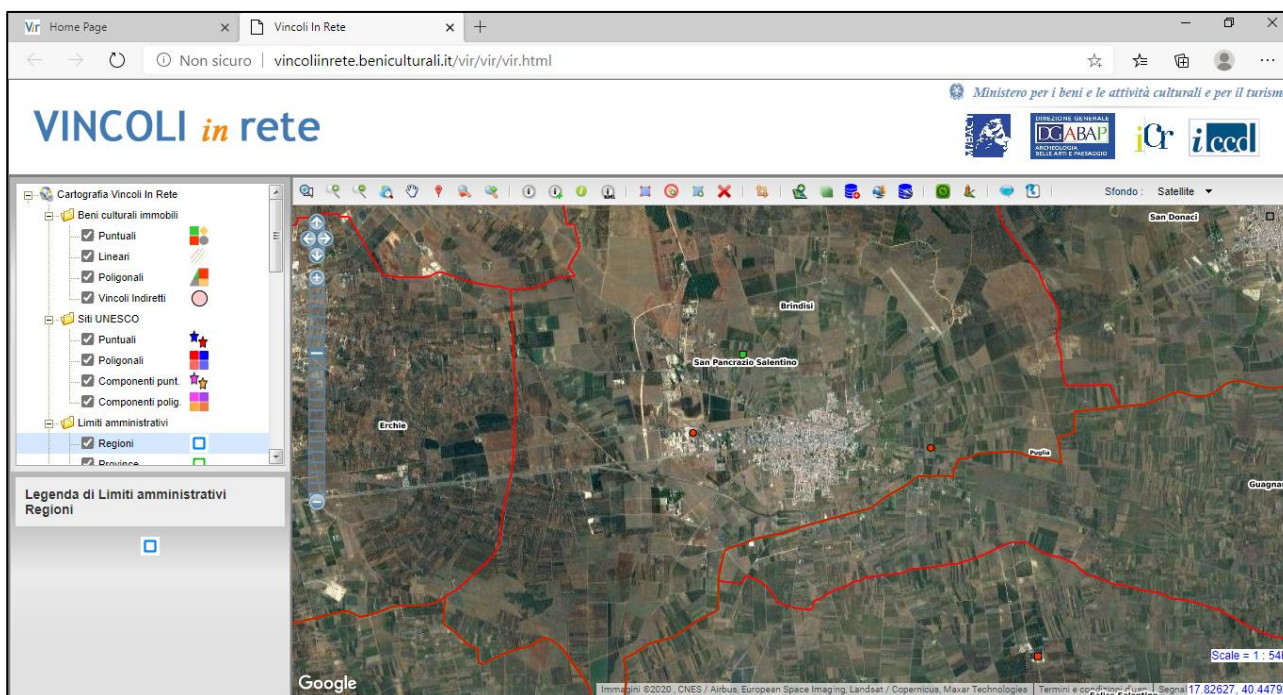 Vir Home Page
Vincoli In Rete
Non sicuro | vincoliinrete.beniculturali.it/vir/vir/vir.html
Ministero per i beni e le attività culturali e per il turismo
VINCOLI in rete
MiBACT
DIREZIONE GENERALE
DGABAP
ARCHEOLOGIA
BELLE ARTI E PAESAGGIO
iCr
iccd
Cartografia Vincoli In Rete
Beni culturali immobili
Puntuali
Lineari
Poligonali
Vincoli Indiretti
Siti UNESCO
Puntuali
Poligonali
Componenti punt.
Componenti polig.
Limiti amministrativi
Regioni
Province
Legenda di Limiti amministrativi
Regioni
Sfondo : Satellite
San Donaci
Brindisi
San Pancrazio Salentino
Erchie
Puglia
Guagnan
Scale = 1 : 54
Google
Immagini ©2020 , CNES / Airbus, European Space Imaging, Landsat / Copernicus, Maxar Technologies | Termini e condizioni d'uso | Segnal
17.82627, 40.4479
Salice Salentino